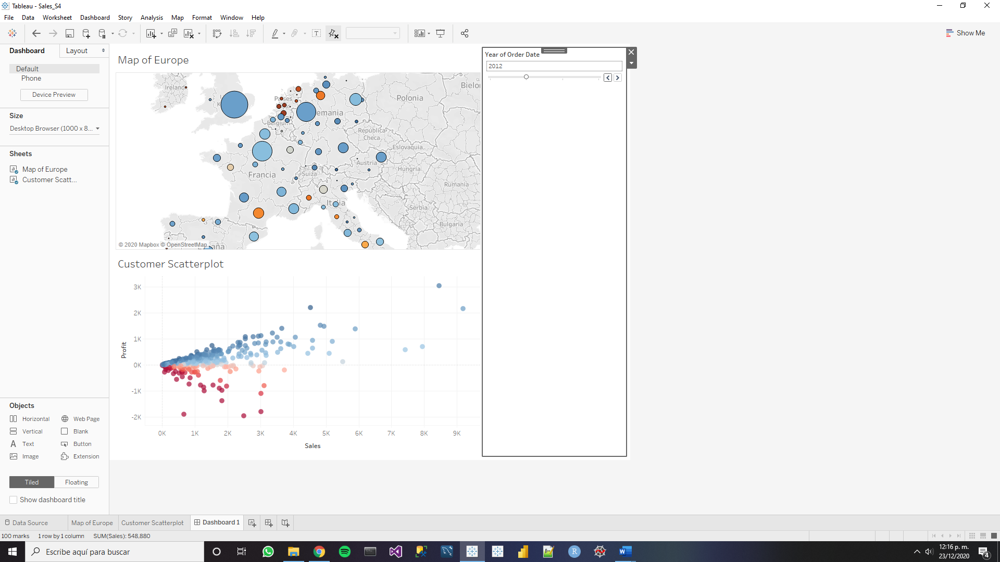 Tableau - Sales_S4
File Data Worksheet Dashboard Story Analysis Map Format Window Help
Show Me
Dashboard Layout
Default
Phone
Device Preview
Size
Desktop Browser (1000 x 8...
Sheets
Map of Europe
Customer Scatt...
Objects
Horizontal Web Page
Vertical Blank
Text Button
Image Extension
Tiled Floating
Show dashboard title
Map of Europe
Ireland
Polonia
emania
Belgium
República
Checa
Eslovaquia
Austria
Hungria
Francia
Suiza
Rumania
Italia
Serbia
Bulgaria
© 2020 Mapbox © OpenStreetMap
Customer Scatterplot
3K
2K
1K
0K
-1K
-2K
Profit
0K 1K 2K 3K 4K 5K 6K 7K 8K 9K
Sales
Year of Order Date
2012
Data Source Map of Europe Customer Scatterplot Dashboard 1
100 marks 1 row by 1 column SUM(Sales): 548,880
Escribe aquí para buscar
12:16 p. m.
23/12/2020
4